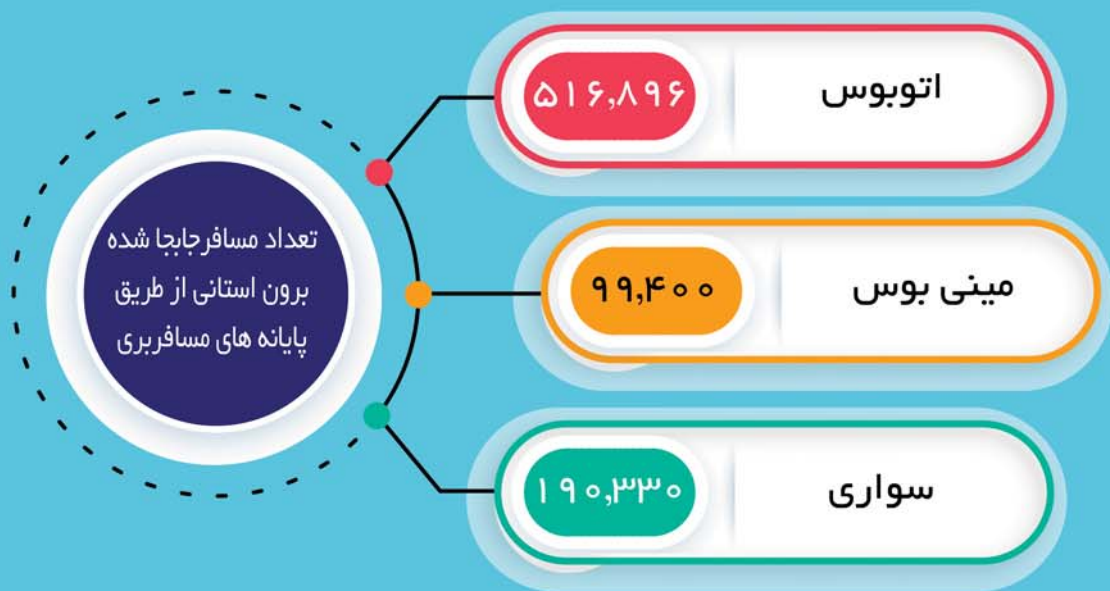 تعداد مسافرجابجا شده
برون استانی از طریق
پایانه های مسافربری
اتوبوس
۵۱۶,۸۹۶
مینی بوس
۹۹,۴۰۰
سواری
۱۹۰,۳۳۰